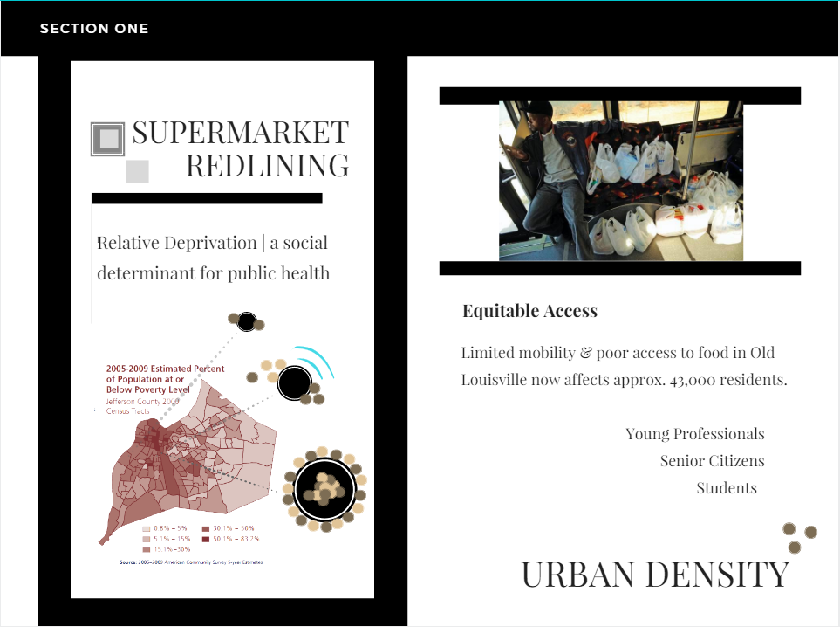 SECTION ONE
SUPERMARKET
REDLINING
Relative Deprivation | a social
determinant for public health
2005-2009 Estimated Percent
of Population at or
Below Poverty Level
Jefferson County 2000
Census Tracts
5.1% – 15%
15.1%–30%
30.1% – 50%
50.1% – 83.2%
Source: 2005-2009 American Community Survey 5-year Estimates
Equitable Access
Limited mobility & poor access to food in Old
Louisville now affects approx. 43,000 residents.
Young Professionals
Senior Citizens
Students
URBAN DENSITY